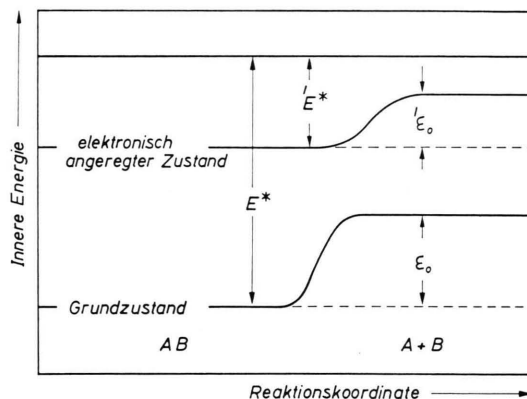 Innere Energie
'E*
'ε₀
elektronisch
angeregter Zustand
E*
ε₀
Grundzustand
AB
A + B
Reaktionskoordinate